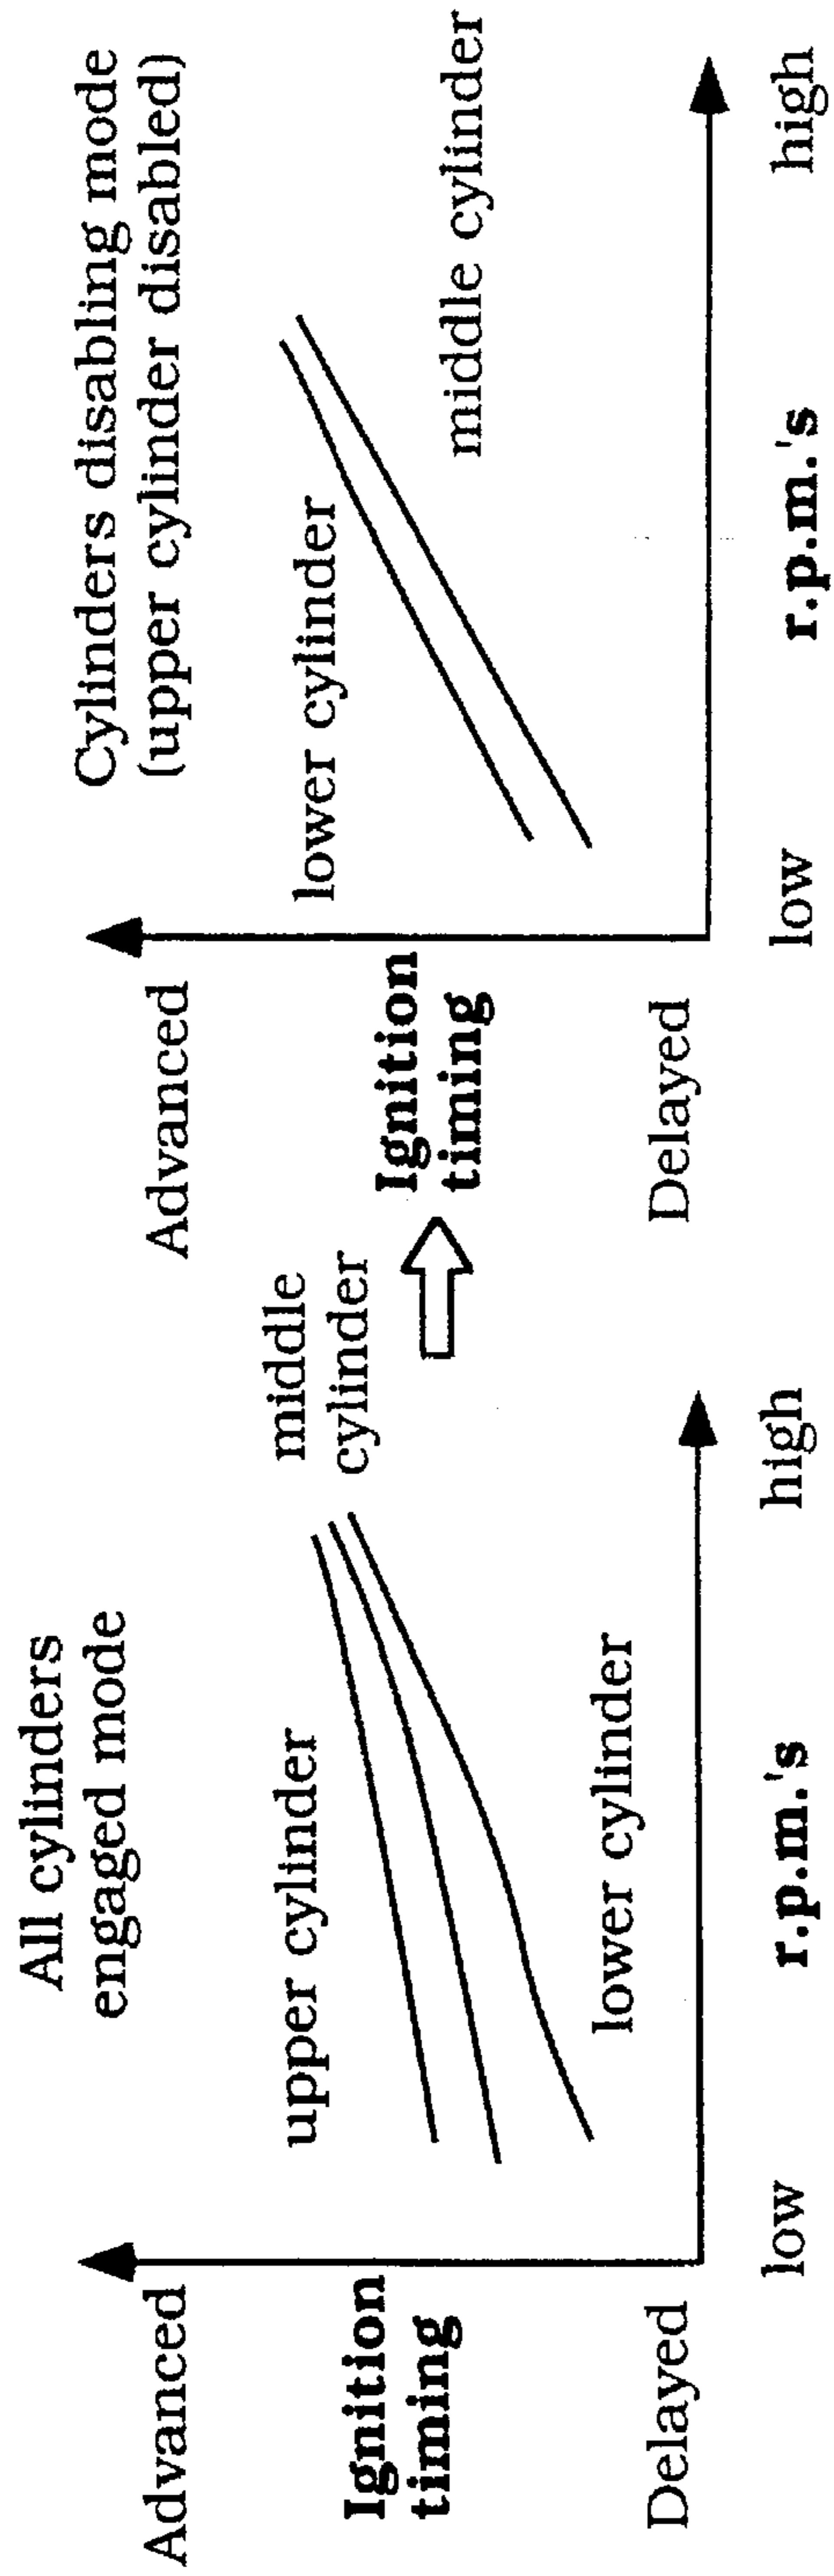 All cylinders
engaged mode
Advanced
Ignition
timing
Delayed
upper cylinder
middle
cylinder
lower cylinder
low
r.p.m.'s
high
Cylinders disabling mode
(upper cylinder disabled)
Advanced
Ignition
timing
Delayed
lower cylinder
middle cylinder
low
r.p.m.'s
high